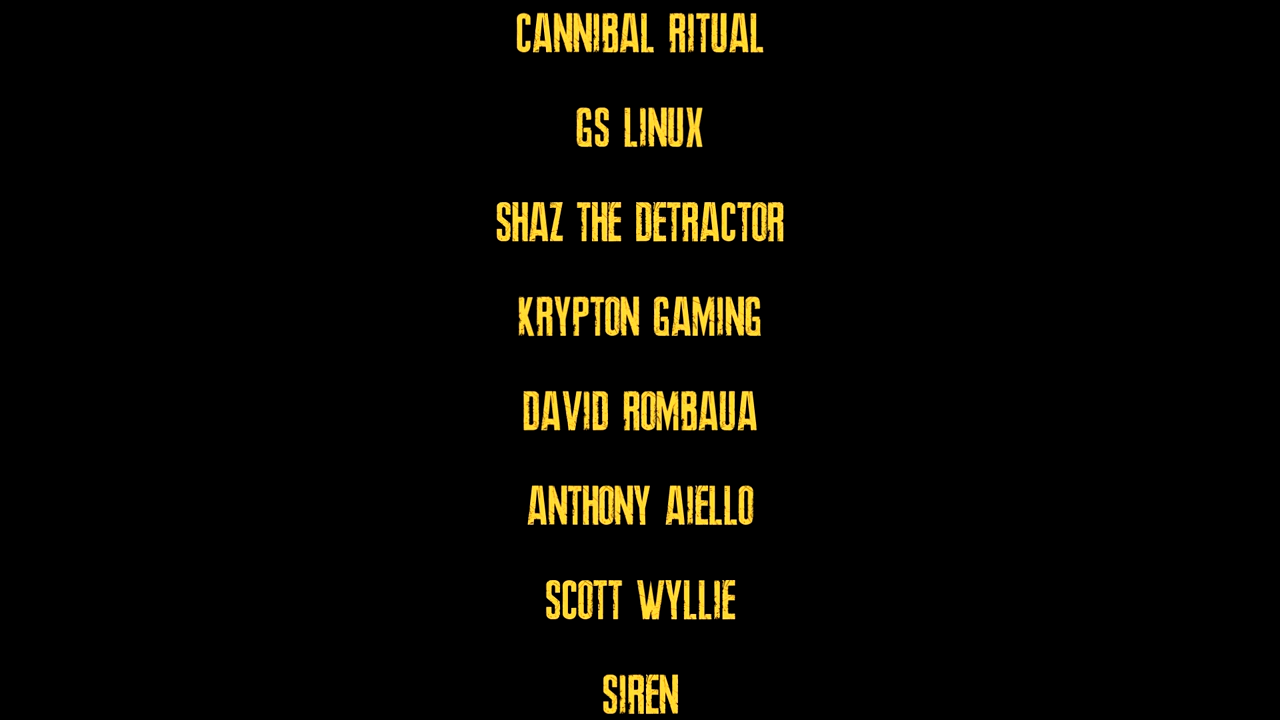 CANNIBAL RITUAL
GS LINUX
SHAZ THE DETRACTOR
KRYPTON GAMING
DAVID ROMBAUA
ANTHONY AIELLO
SCOTT WYLLIE
SIREN